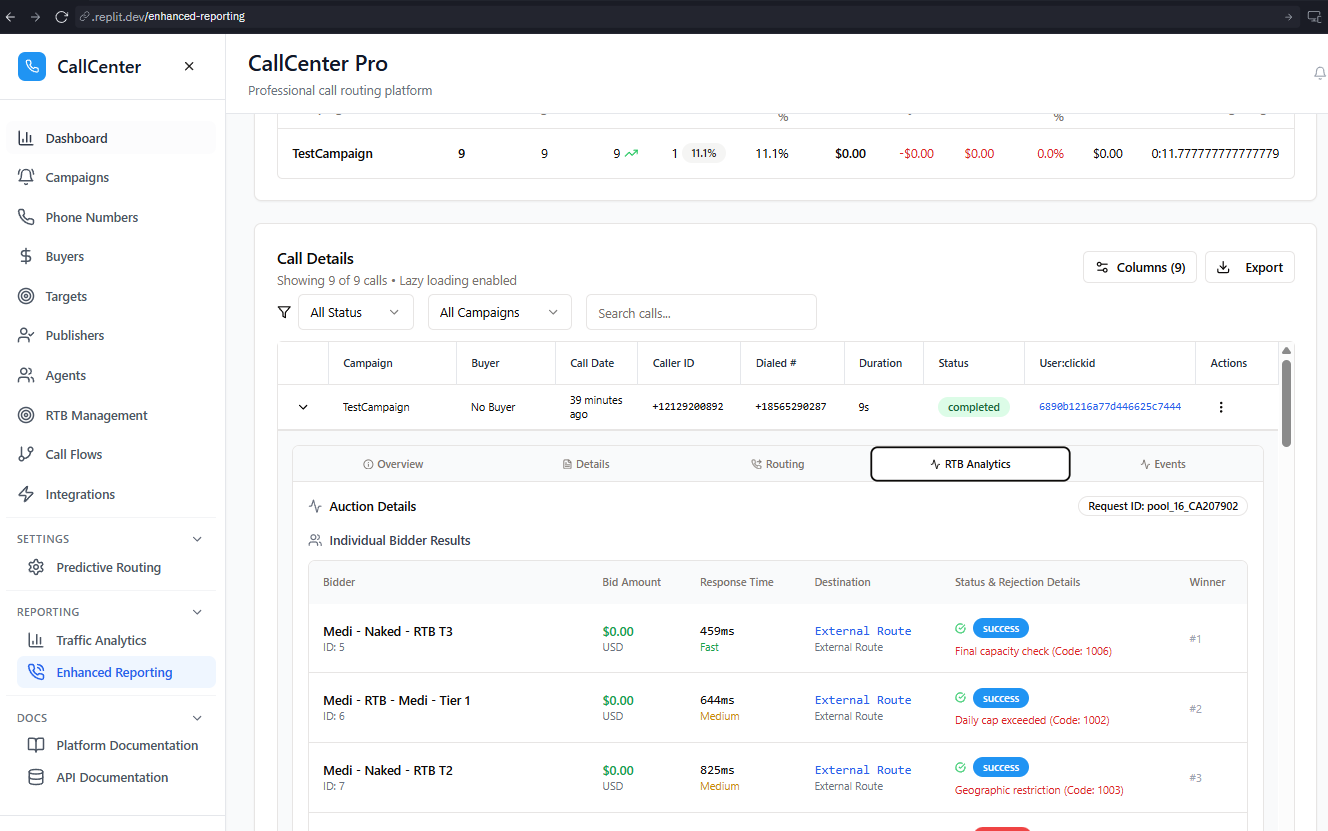 .replit.dev/enhanced-reporting
CallCenter
CallCenter Pro
Professional call routing platform
Dashboard
Campaigns
Phone Numbers
Buyers
Targets
Publishers
Agents
RTB Management
Call Flows
Integrations
SETTINGS
Predictive Routing
REPORTING
Traffic Analytics
Enhanced Reporting
DOCS
Platform Documentation
API Documentation
% %
TestCampaign 9 9 9 1 11.1% 11.1% $0.00 -$0.00 $0.00 0.0% $0.00 0:11.777777777777779
Call Details
Showing 9 of 9 calls • Lazy loading enabled
Columns (9) Export
All Status All Campaigns Search calls...
Campaign Buyer Call Date Caller ID Dialed # Duration Status User:clickid Actions
TestCampaign No Buyer 39 minutes ago +12129200892 +18565290287 9s completed 6890b1216a77d446625c7444
Overview Details Routing RTB Analytics Events
Auction Details Request ID: pool_16_CA207902
Individual Bidder Results
Bidder Bid Amount Response Time Destination Status & Rejection Details Winner
Medi - Naked - RTB T3 $0.00 459ms External Route success #1
ID: 5 USD Fast External Route Final capacity check (Code: 1006)
Medi - RTB - Medi - Tier 1 $0.00 644ms External Route success #2
ID: 6 USD Medium External Route Daily cap exceeded (Code: 1002)
Medi - Naked - RTB T2 $0.00 825ms External Route success #3
ID: 7 USD Medium External Route Geographic restriction (Code: 1003)